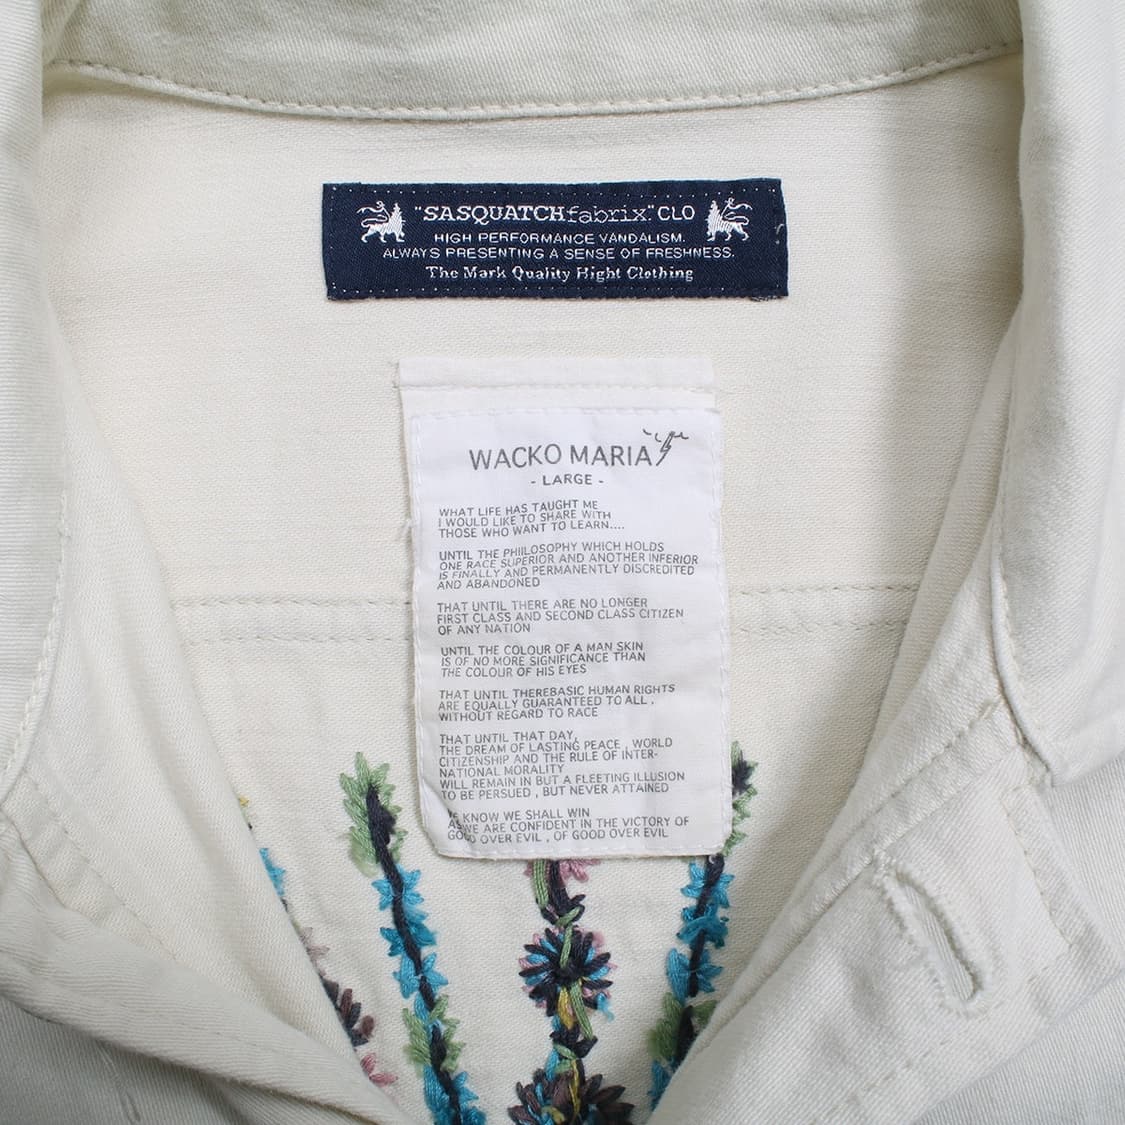 "SASQUATCHfabrix."CLO
HIGH PERFORMANCE VANDALISM.
ALWAYS PRESENTING A SENSE OF FRESHNESS.
The Mark Quality Hight Clothing
WACKO MARIA
- LARGE -
WHAT LIFE HAS TAUGHT ME
I WOULD LIKE TO SHARE WITH
THOSE WHO WANT TO LEARN....
UNTIL THE PHILOSOPHY WHICH HOLDS
ONE RACE SUPERIOR AND ANOTHER INFERIOR
IS FINALLY AND PERMANENTLY DISCREDITED
AND ABANDONED
THAT UNTIL THERE ARE NO LONGER
FIRST CLASS AND SECOND CLASS CITIZEN
OF ANY NATION
UNTIL THE COLOUR OF A MAN SKIN
IS OF NO MORE SIGNIFICANCE THAN
THE COLOUR OF HIS EYES
THAT UNTIL THEREBASIC HUMAN RIGHTS
ARE EQUALLY GUARANTEED TO ALL .
WITHOUT REGARD TO RACE
THAT UNTIL THAT DAY,
THE DREAM OF LASTING PEACE , WORLD
CITIZENSHIP AND THE RULE OF INTER-
NATIONAL MORALITY
WILL REMAIN IN BUT A FLEETING ILLUSION
TO BE PERSUED , BUT NEVER ATTAINED
KNOW WE SHALL WIN
AS WE ARE CONFIDENT IN THE VICTORY OF
GOOD OVER EVIL , OF GOOD OVER EVIL